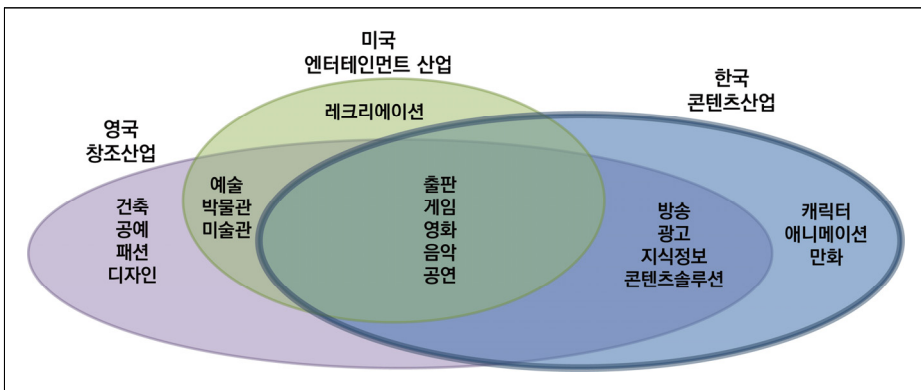 미국
엔터테인먼트 산업
한국
콘텐츠산업
영국
창조산업
레크리에이션
건축
공예
패션
디자인
예술
박물관
미술관
출판
게임
영화
음악
공연
방송
광고
지식정보
콘텐츠솔루션
캐릭터
애니메이션
만화